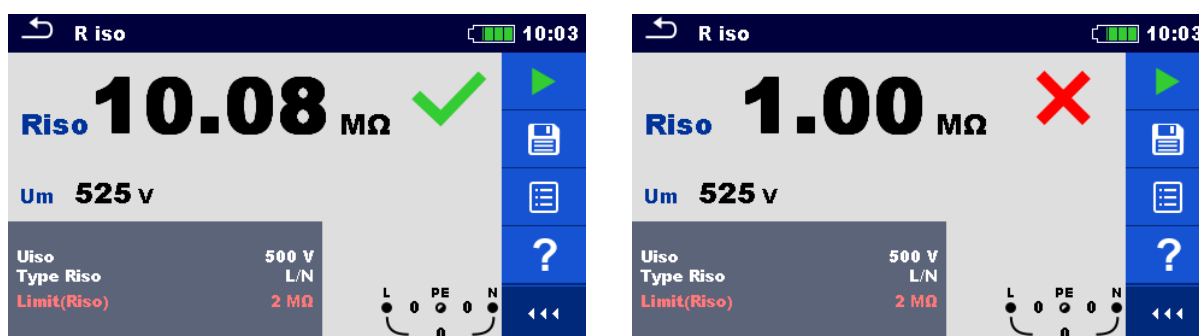 R iso 10:03
Riso 10.08 MΩ
Um 525 V
Uiso 500 V
Type Riso L/N
Limit(Riso) 2 MΩ
?
L PE N
0 0
0
R iso 10:03
Riso 1.00 MΩ
Um 525 V
Uiso 500 V
Type Riso L/N
Limit(Riso) 2 MΩ
?
L PE N
0 0
0